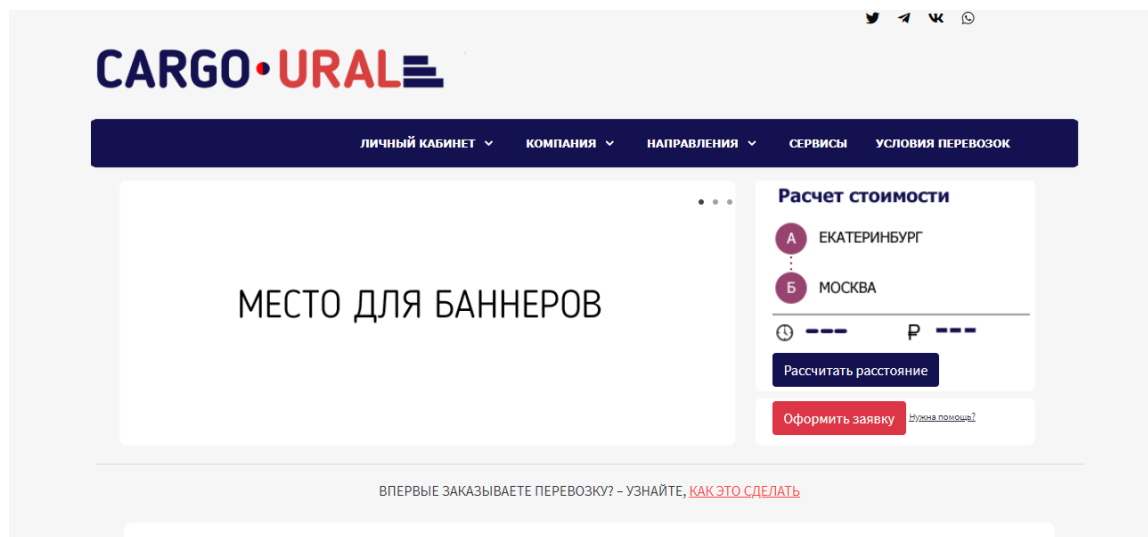 CARGO•URAL
ЛИЧНЫЙ КАБИНЕТ КОМПАНИЯ НАПРАВЛЕНИЯ СЕРВИСЫ УСЛОВИЯ ПЕРЕВОЗОК
МЕСТО ДЛЯ БАННЕРОВ
Расчет стоимости
А ЕКАТЕРИНБУРГ
Б МОСКВА
--- ₽ ---
Рассчитать расстояние
Оформить заявку Нужна помощь?
ВПЕРВЫЕ ЗАКАЗЫВАЕТЕ ПЕРЕВОЗКУ? – УЗНАЙТЕ, КАК ЭТО СДЕЛАТЬ